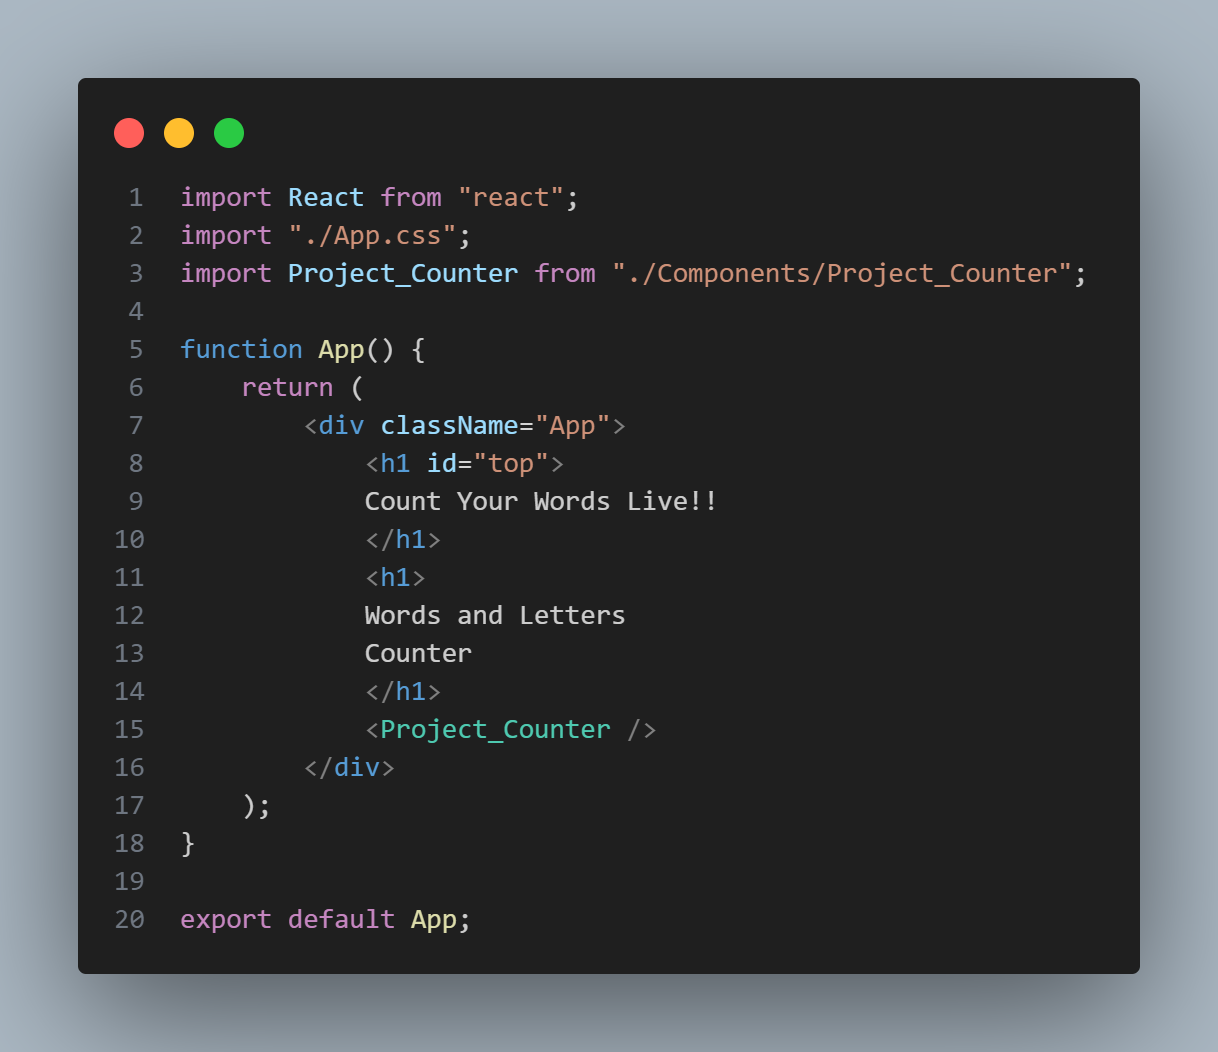 1 import React from "react";
2 import "./App.css";
3 import Project_Counter from "./Components/Project_Counter";
4
5 function App() {
6     return (
7         <div className="App">
8             <h1 id="top">
9             Count Your Words Live!!
10             </h1>
11             <h1>
12             Words and Letters
13             Counter
14             </h1>
15             <Project_Counter />
16         </div>
17     );
18 }
19
20 export default App;